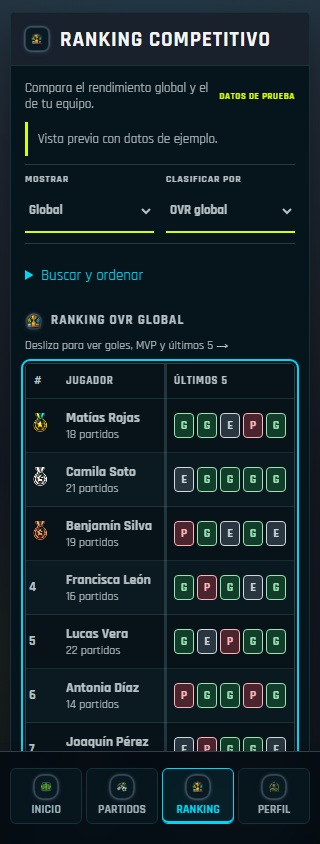 RANKING COMPETITIVO
Compara el rendimiento global y el
de tu equipo.
DATOS DE PRUEBA
Vista previa con datos de ejemplo.
MOSTRAR
CLASIFICAR POR
Global
OVR global
▶ Buscar y ordenar
RANKING OVR GLOBAL
Desliza para ver goles, MVP y últimos 5 →
# JUGADOR ÚLTIMOS 5
Matías Rojas
18 partidos
G G E P G
Camila Soto
21 partidos
E G G G G
Benjamín Silva
19 partidos
P G E G E
4 Francisca León
16 partidos
G P G E G
5 Lucas Vera
22 partidos
G E P G G
6 Antonia Díaz
14 partidos
P G G P G
7 Joaquín Pérez
E P G G E
INICIO
PARTIDOS
RANKING
PERFIL